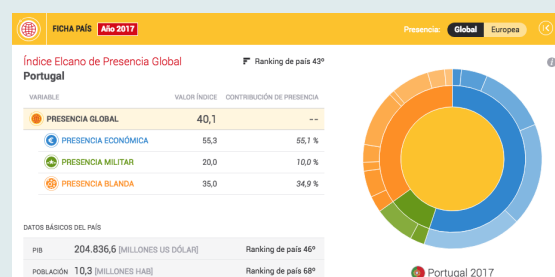 FICHA PAÍS Año 2017
Presencia: Global Europea
Índice Elcano de Presencia Global
Ranking de país 43º
Portugal
VARIABLE VALOR ÍNDICE CONTRIBUCIÓN DE PRESENCIA
PRESENCIA GLOBAL 40,1 --
PRESENCIA ECONÓMICA 55,3 55,1 %
PRESENCIA MILITAR 20,0 10,0 %
PRESENCIA BLANDA 35,0 34,9 %
DATOS BÁSICOS DEL PAÍS
PIB 204.836,6 [MILLONES US DÓLAR] Ranking de país 46º
POBLACIÓN 10,3 [MILLONES HAB] Ranking de país 68º
Portugal 2017